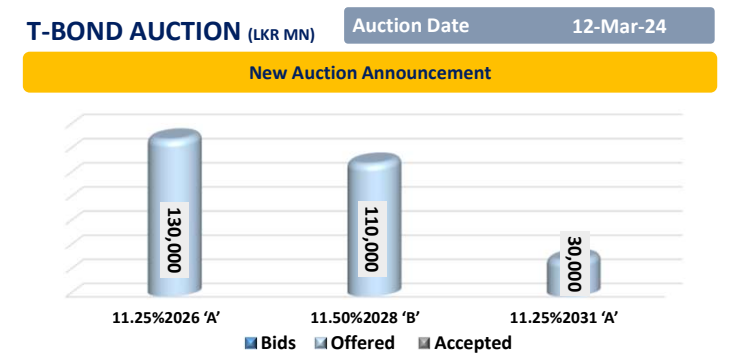 T-BOND AUCTION (LKR MN)
Auction Date 12-Mar-24
New Auction Announcement
130,000
110,000
30,000
11.25%2026 ‘A’ 11.50%2028 ‘B’ 11.25%2031 ‘A’
Bids Offered Accepted